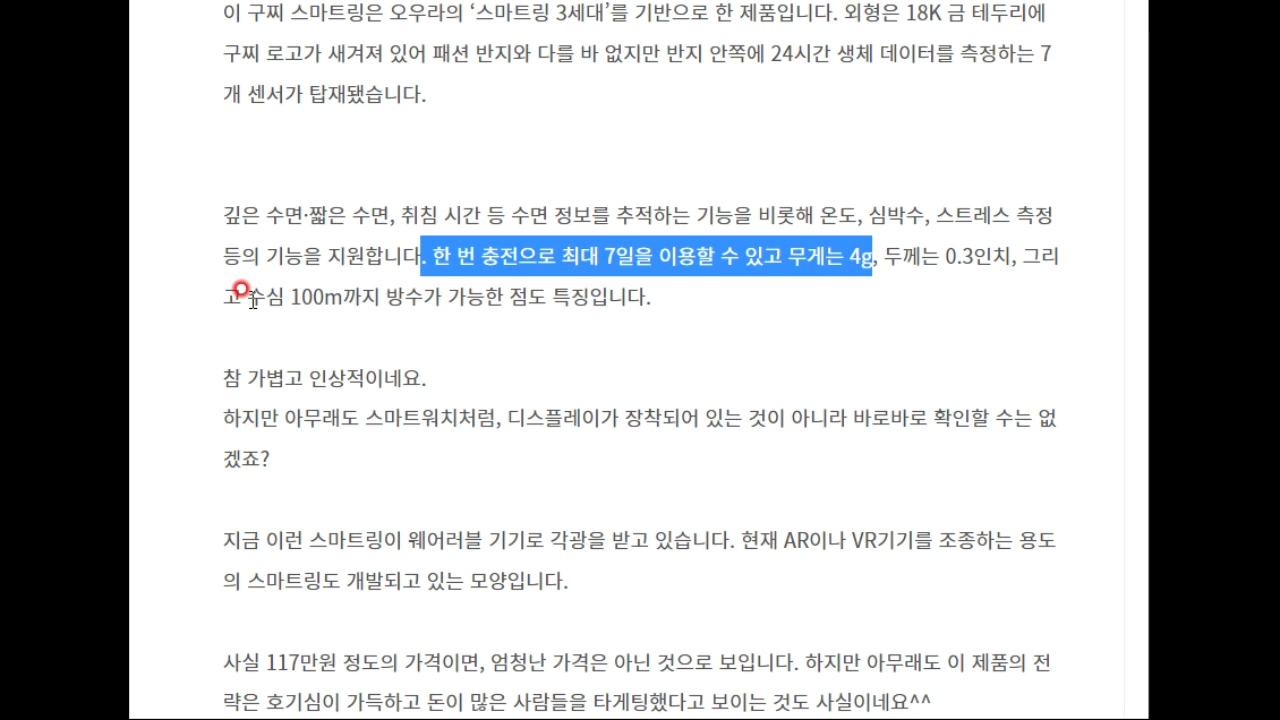 이 구찌 스마트링은 오우라의 ‘스마트링 3세대’를 기반으로 한 제품입니다. 외형은 18K 금 테두리에
구찌 로고가 새겨져 있어 패션 반지와 다를 바 없지만 반지 안쪽에 24시간 생체 데이터를 측정하는 7
개 센서가 탑재됐습니다.
깊은 수면·짧은 수면, 취침 시간 등 수면 정보를 추적하는 기능을 비롯해 온도, 심박수, 스트레스 측정
등의 기능을 지원합니다. 한 번 충전으로 최대 7일을 이용할 수 있고 무게는 4g, 두께는 0.3인치, 그리
고 수심 100m까지 방수가 가능한 점도 특징입니다.
참 가볍고 인상적이네요.
하지만 아무래도 스마트워치처럼, 디스플레이가 장착되어 있는 것이 아니라 바로바로 확인할 수는 없
겠죠?
지금 이런 스마트링이 웨어러블 기기로 각광을 받고 있습니다. 현재 AR이나 VR기기를 조종하는 용도
의 스마트링도 개발되고 있는 모양입니다.
사실 117만원 정도의 가격이면, 엄청난 가격은 아닌 것으로 보입니다. 하지만 아무래도 이 제품의 전
략은 호기심이 가득하고 돈이 많은 사람들을 타게팅했다고 보이는 것도 사실이네요^^